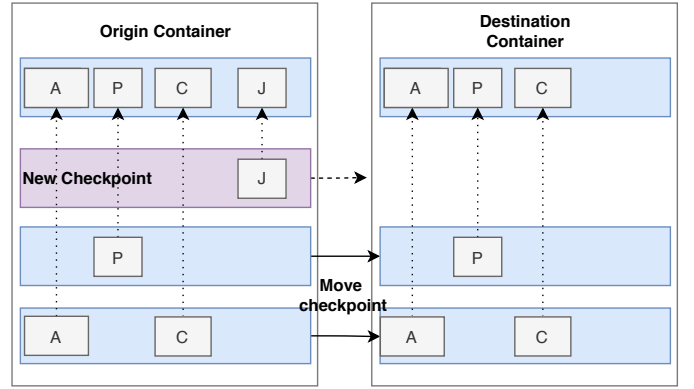 Origin Container
Destination
Container
A P C J
A P C
New Checkpoint
J
P
P
Move
checkpoint
A C
A C